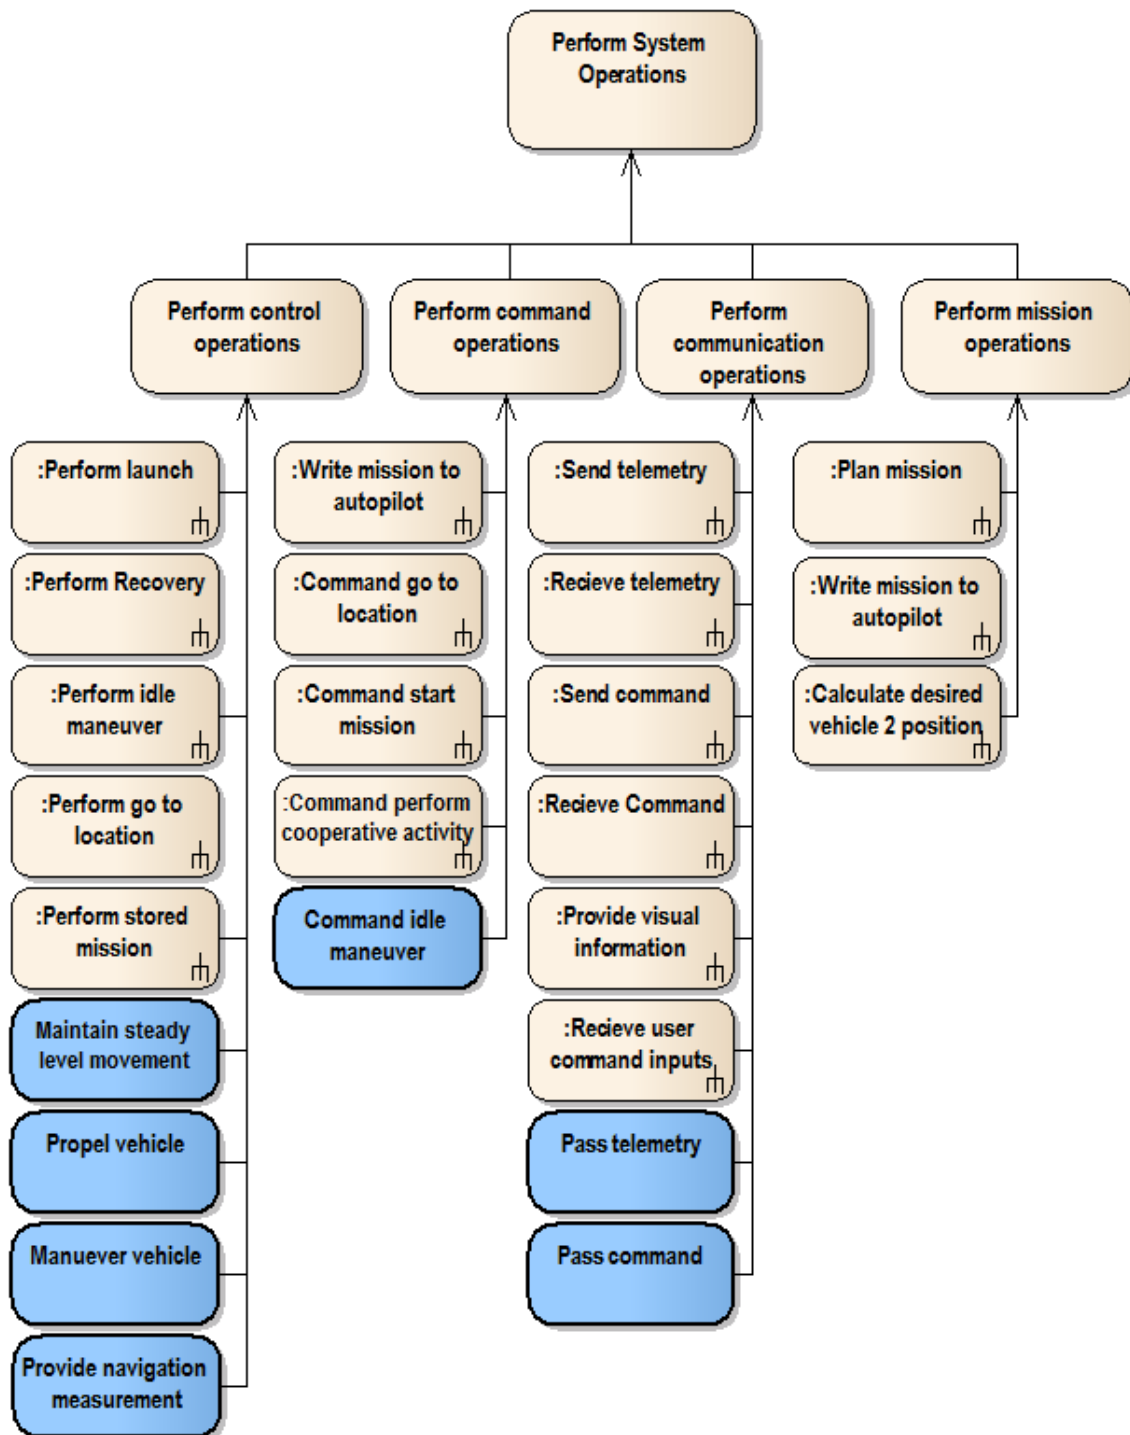 Perform System
Operations
Perform control
operations
Perform command
operations
Perform
communication
operations
Perform mission
operations
:Perform launch
:Perform Recovery
:Perform idle
maneuver
:Perform go to
location
:Perform stored
mission
Maintain steady
level movement
Propel vehicle
Manuever vehicle
Provide navigation
measurement
:Write mission to
autopilot
:Command go to
location
:Command start
mission
:Command perform
cooperative activity
Command idle
maneuver
:Send telemetry
:Recieve telemetry
:Send command
:Recieve Command
:Provide visual
information
:Recieve user
command inputs
Pass telemetry
Pass command
:Plan mission
:Write mission to
autopilot
:Calculate desired
vehicle 2 position